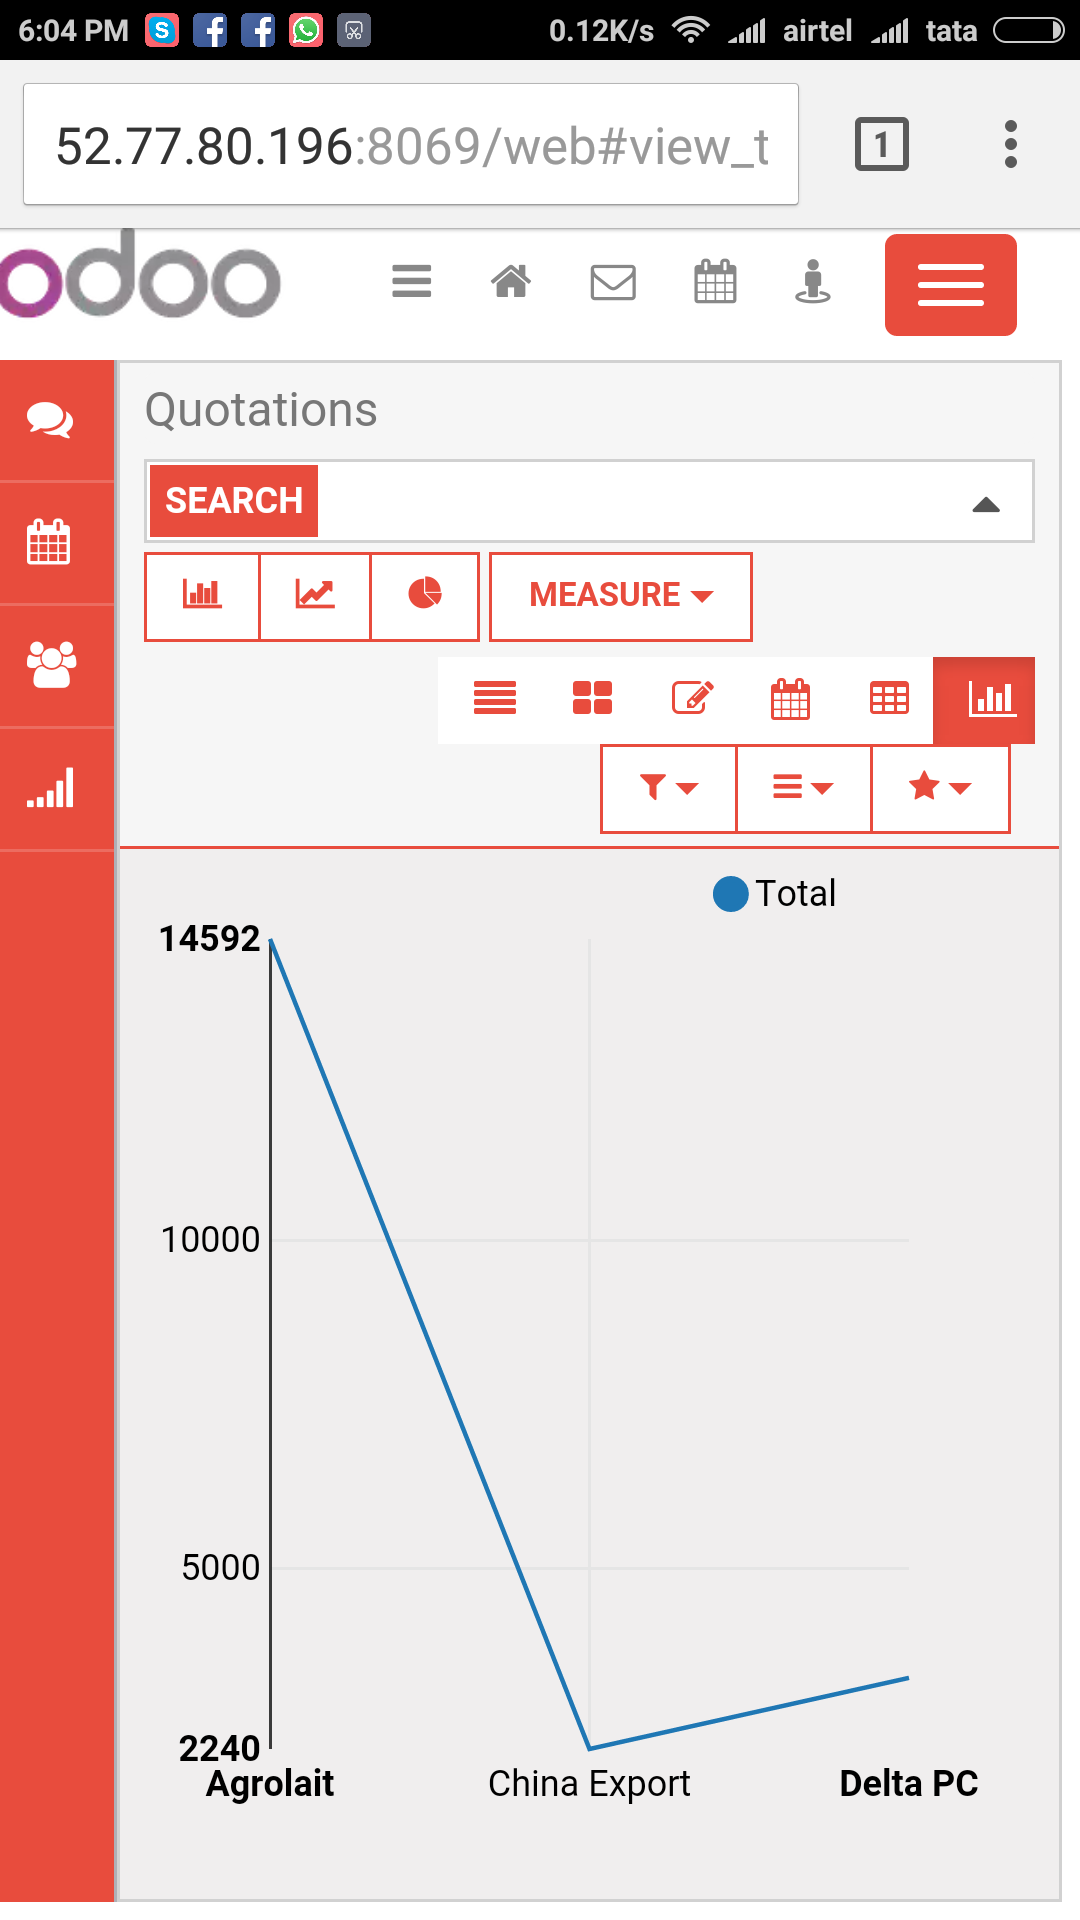 6:04 PM 0.12K/s airtel tata
52.77.80.196:8069/web#view_t
1
odoo
Quotations
SEARCH
MEASURE
Total
14592
10000
5000
2240
Agrolait China Export Delta PC